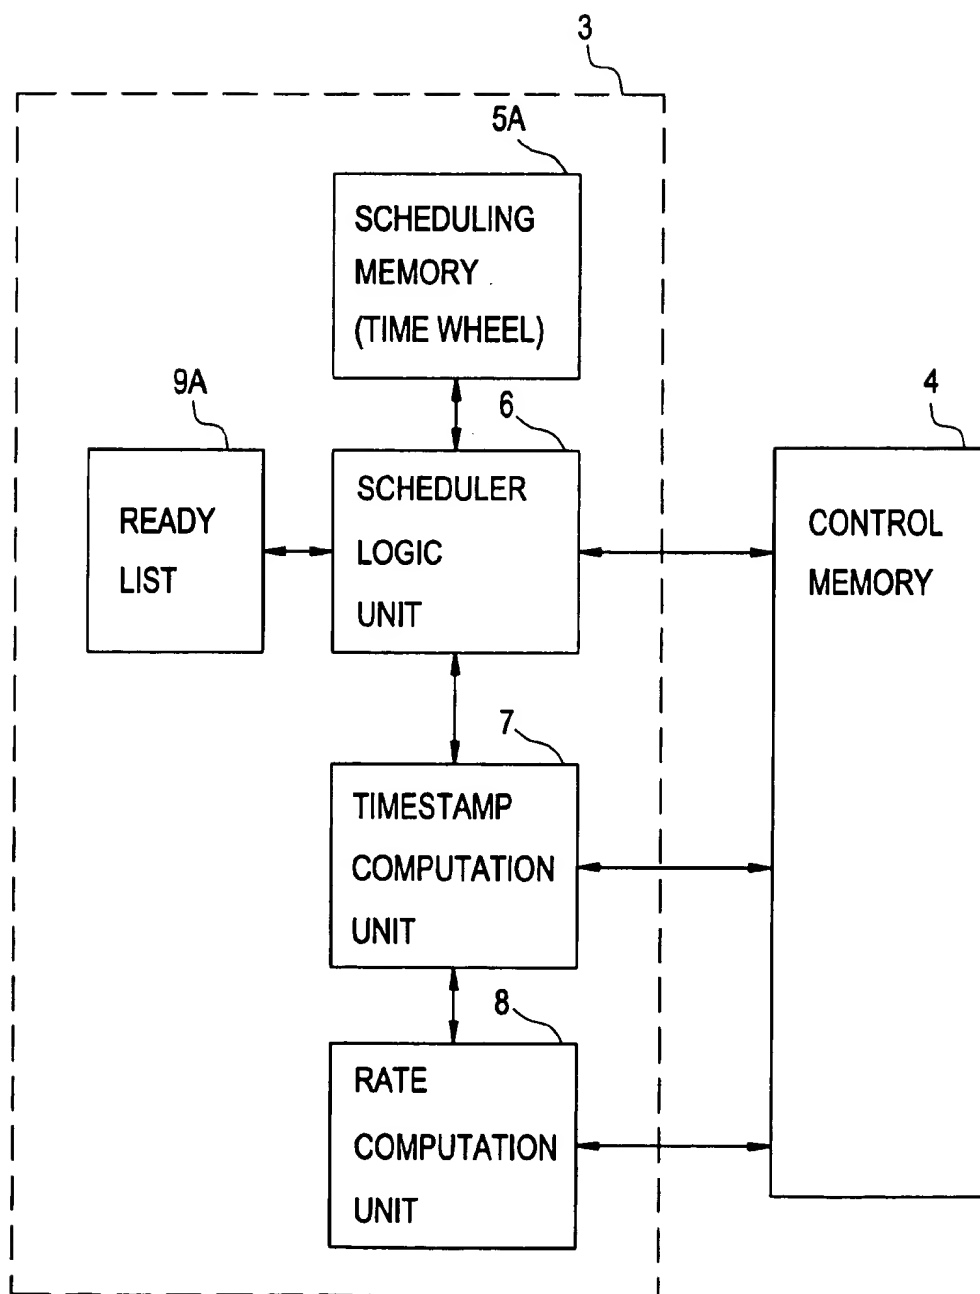 3
5A
SCHEDULING
MEMORY
(TIME WHEEL)
9A
6
4
READY
LIST
SCHEDULER
LOGIC
UNIT
CONTROL
MEMORY
7
TIMESTAMP
COMPUTATION
UNIT
8
RATE
COMPUTATION
UNIT